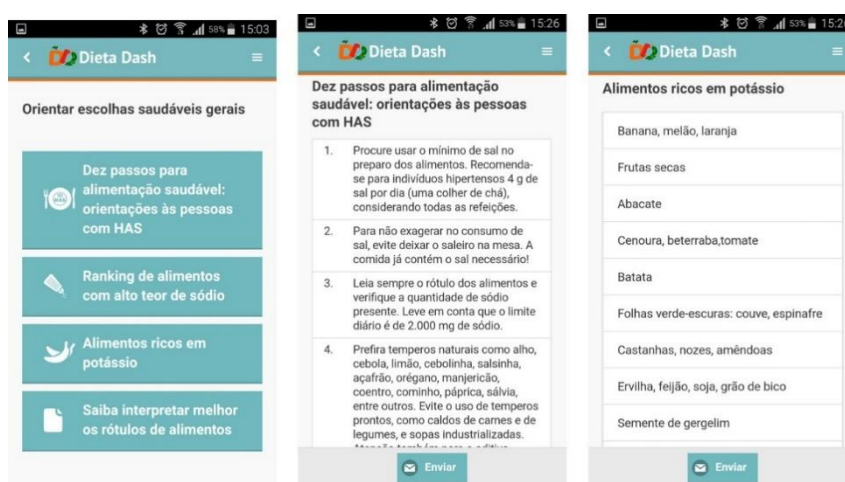 58% 15:03
Dieta Dash
Orientar escolhas saudáveis gerais
Dez passos para
alimentação saudável:
orientações às pessoas
com HAS
Ranking de alimentos
com alto teor de sódio
Alimentos ricos em
potássio
Saiba interpretar melhor
os rótulos de alimentos
53% 15:26
Dieta Dash
Dez passos para alimentação
saudável: orientações às pessoas
com HAS
1. Procure usar o mínimo de sal no
preparo dos alimentos. Recomenda-
se para indivíduos hipertensos 4 g de
sal por dia (uma colher de chá),
considerando todas as refeições.
2. Para não exagerar no consumo de
sal, evite deixar o saleiro na mesa. A
comida já contém o sal necessário!
3. Leia sempre o rótulo dos alimentos e
verifique a quantidade de sódio
presente. Leve em conta que o limite
diário é de 2.000 mg de sódio.
4. Prefira temperos naturais como alho,
cebola, limão, cebolinha, salsinha,
açafrão, orégano, manjericão,
coentro, cominho, páprica, sálvia,
entre outros. Evite o uso de temperos
prontos, como caldos de carnes e de
legumes, e sopas industrializadas.
Enviar
53% 15:26
Dieta Dash
Alimentos ricos em potássio
Banana, melão, laranja
Frutas secas
Abacate
Cenoura, beterraba,tomate
Batata
Folhas verde-escuras: couve, espinafre
Castanhas, nozes, amêndoas
Ervilha, feijão, soja, grão de bico
Semente de gergelim
Enviar